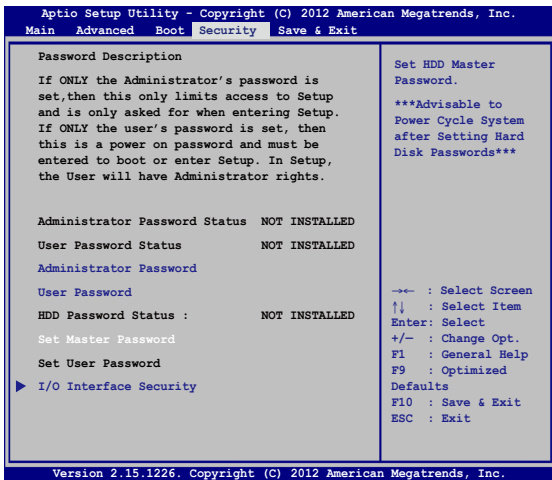 Aptio Setup Utility - Copyright (C) 2012 American Megatrends, Inc.
Main Advanced Boot Security Save & Exit
Password Description
If ONLY the Administrator's password is
set,then this only limits access to Setup
and is only asked for when entering Setup.
If ONLY the user's password is set, then
this is a power on password and must be
entered to boot or enter Setup. In Setup,
the User will have Administrator rights.
Administrator Password Status NOT INSTALLED
User Password Status NOT INSTALLED
Administrator Password
User Password
HDD Password Status : NOT INSTALLED
Set Master Password
Set User Password
I/O Interface Security
Set HDD Master
Password.
***Advisable to
Power Cycle System
after Setting Hard
Disk Passwords***
→← : Select Screen
↑↓ : Select Item
Enter: Select
+/— : Change Opt.
F1 : General Help
F9 : Optimized
Defaults
F10 : Save & Exit
ESC : Exit
Version 2.15.1226. Copyright (C) 2012 American Megatrends, Inc.